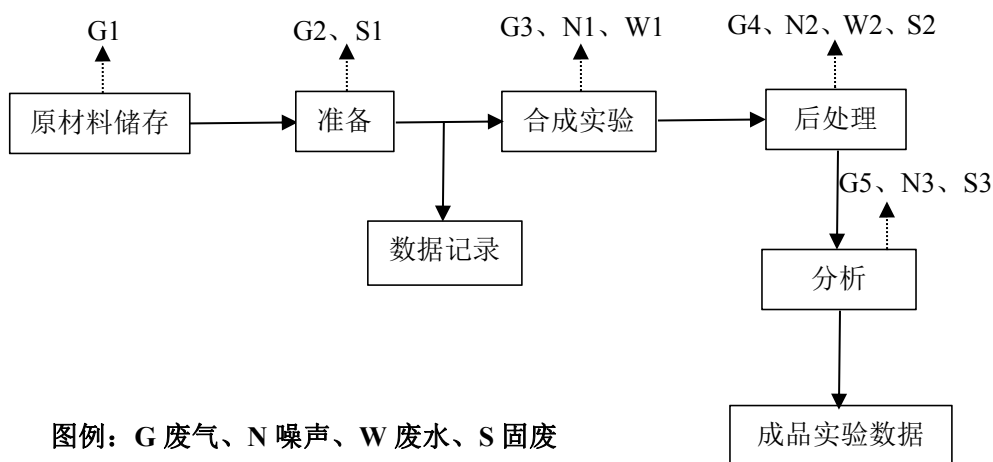 G1
G2、S1
G3、N1、W1
G4、N2、W2、S2
原材料储存
准备
合成实验
后处理
G5、N3、S3
数据记录
分析
成品实验数据
图例：G 废气、N 噪声、W 废水、S 固废